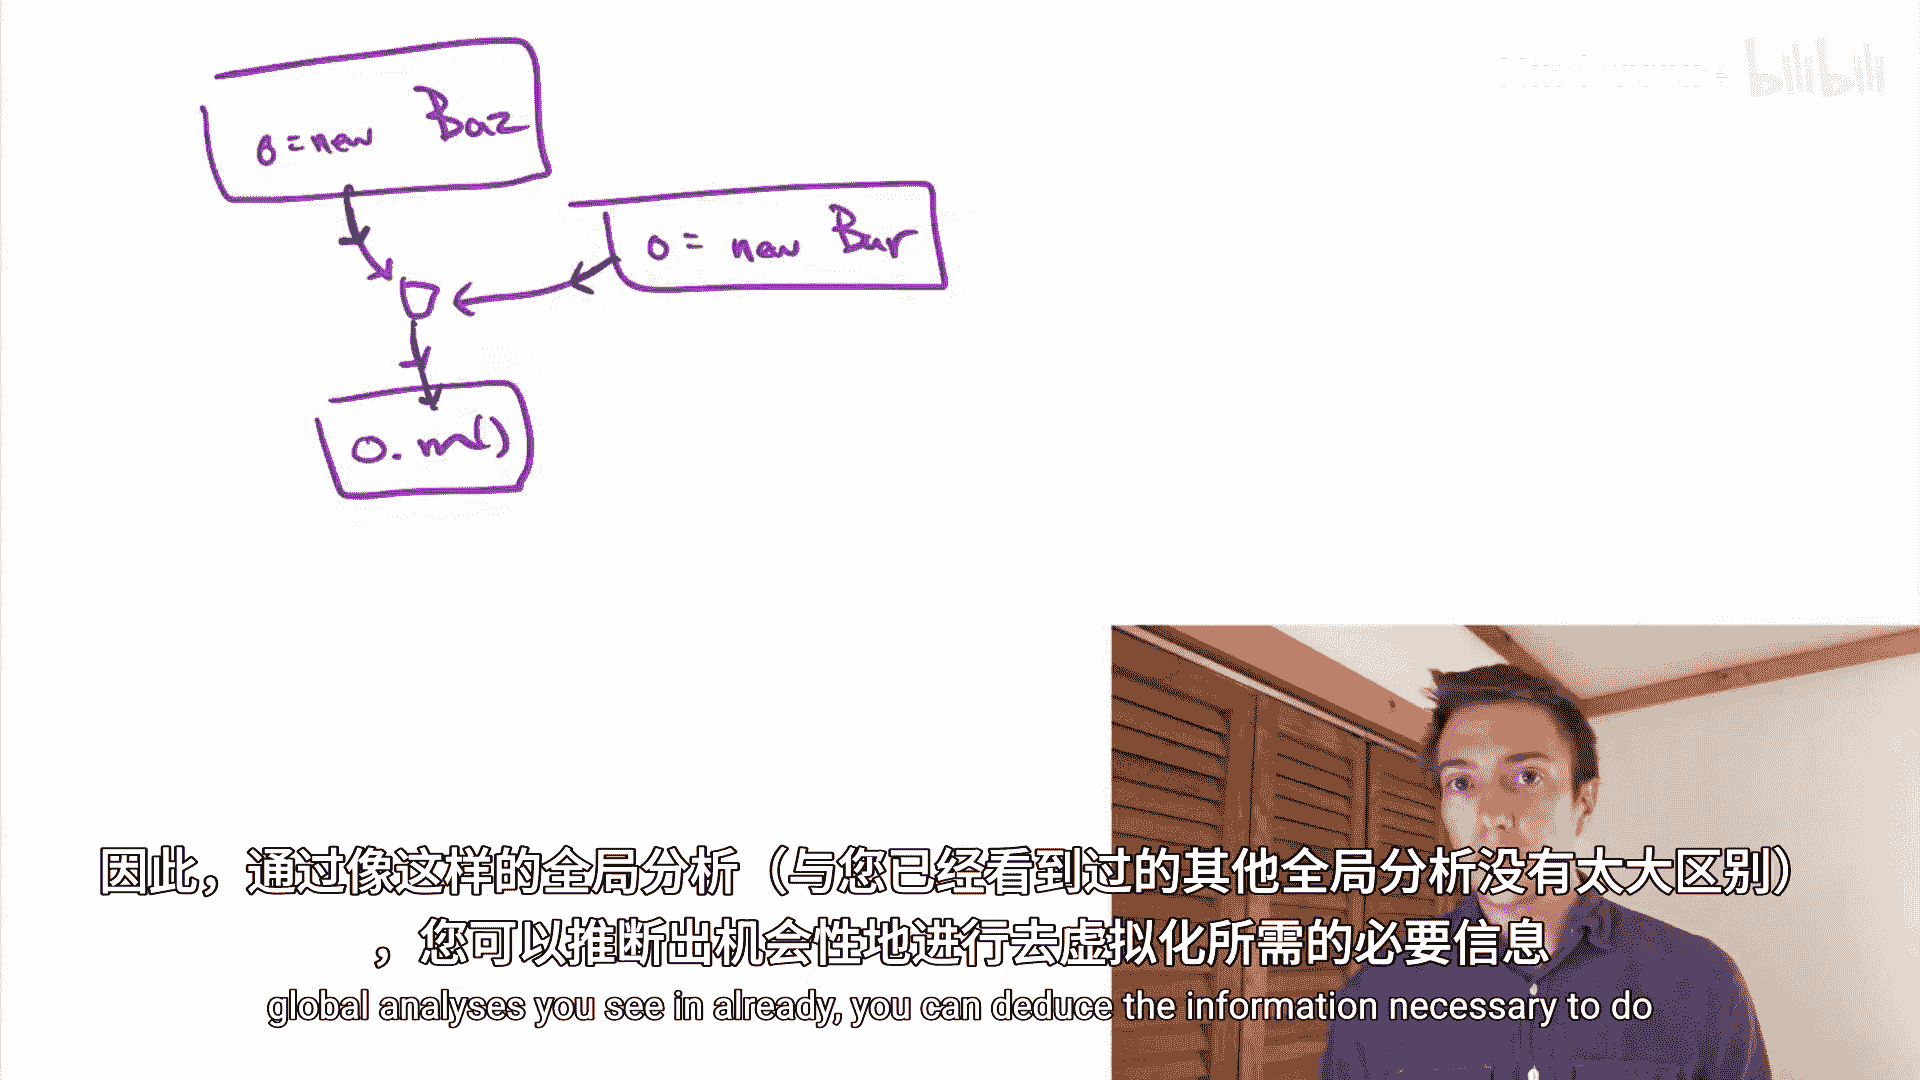 bilibili
o = new Baz
o = new Bar
o.m()
因此，通过像这样的全局分析（与您已经看到过的其他全局分析没有太大区别）
，您可以推断出机会性地进行去虚拟化所需的必要信息
global analyses you see in already, you can deduce the information necessary to do